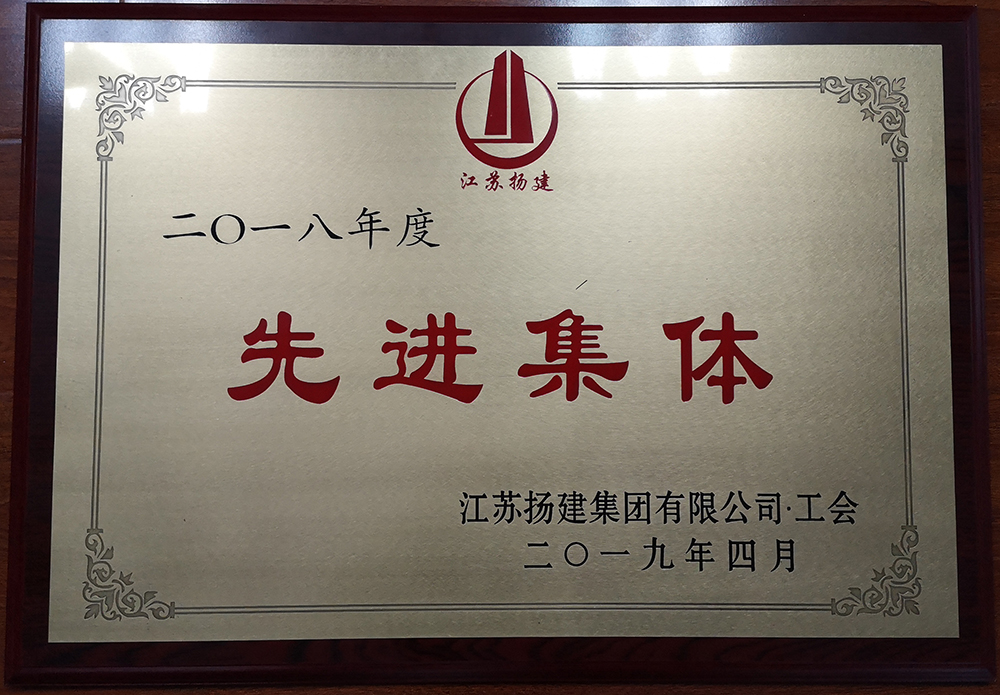 江苏扬建
二〇一八年度
先进集体
江苏扬建集团有限公司·工会
二〇一九年四月